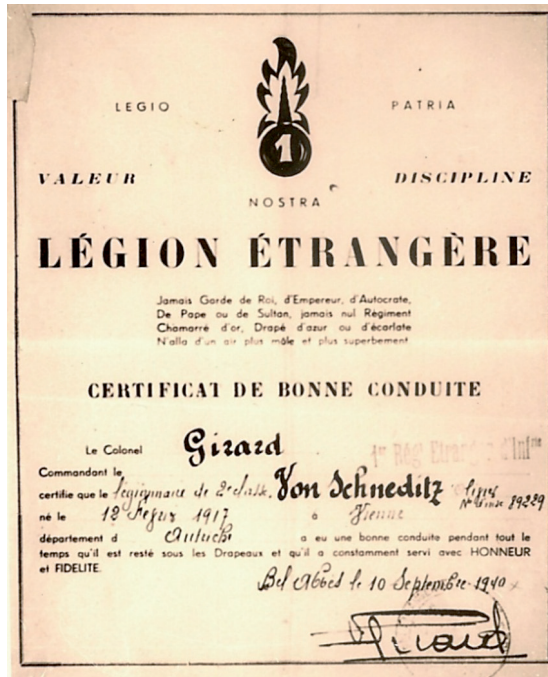 LEGIO PATRIA
1
VALEUR DISCIPLINE
NOSTRA
LÉGION ÉTRANGÈRE
Jamais Garde de Roi, d'Empereur, d'Autocrate,
De Pape ou de Sultan, jamais nul Régiment
Chamarré d'or, Drapé d'azur ou d'écarlate
N'alla d'un air plus mâle et plus superbement
CERTIFICAT DE BONNE CONDUITE
Le Colonel Girard
1er Régt Etranger d'Infrie
Commandant le
certifie que le légionnaire de 2e classe Von Schneditz
89229
né le 12 1917 à Vienne
département d Autriche a eu une bonne conduite pendant tout le
temps qu'il est resté sous les Drapeaux et qu'il a constamment servi avec HONNEUR
et FIDELITE.
Bel Abbès le 10 Septembre 1940
Girard